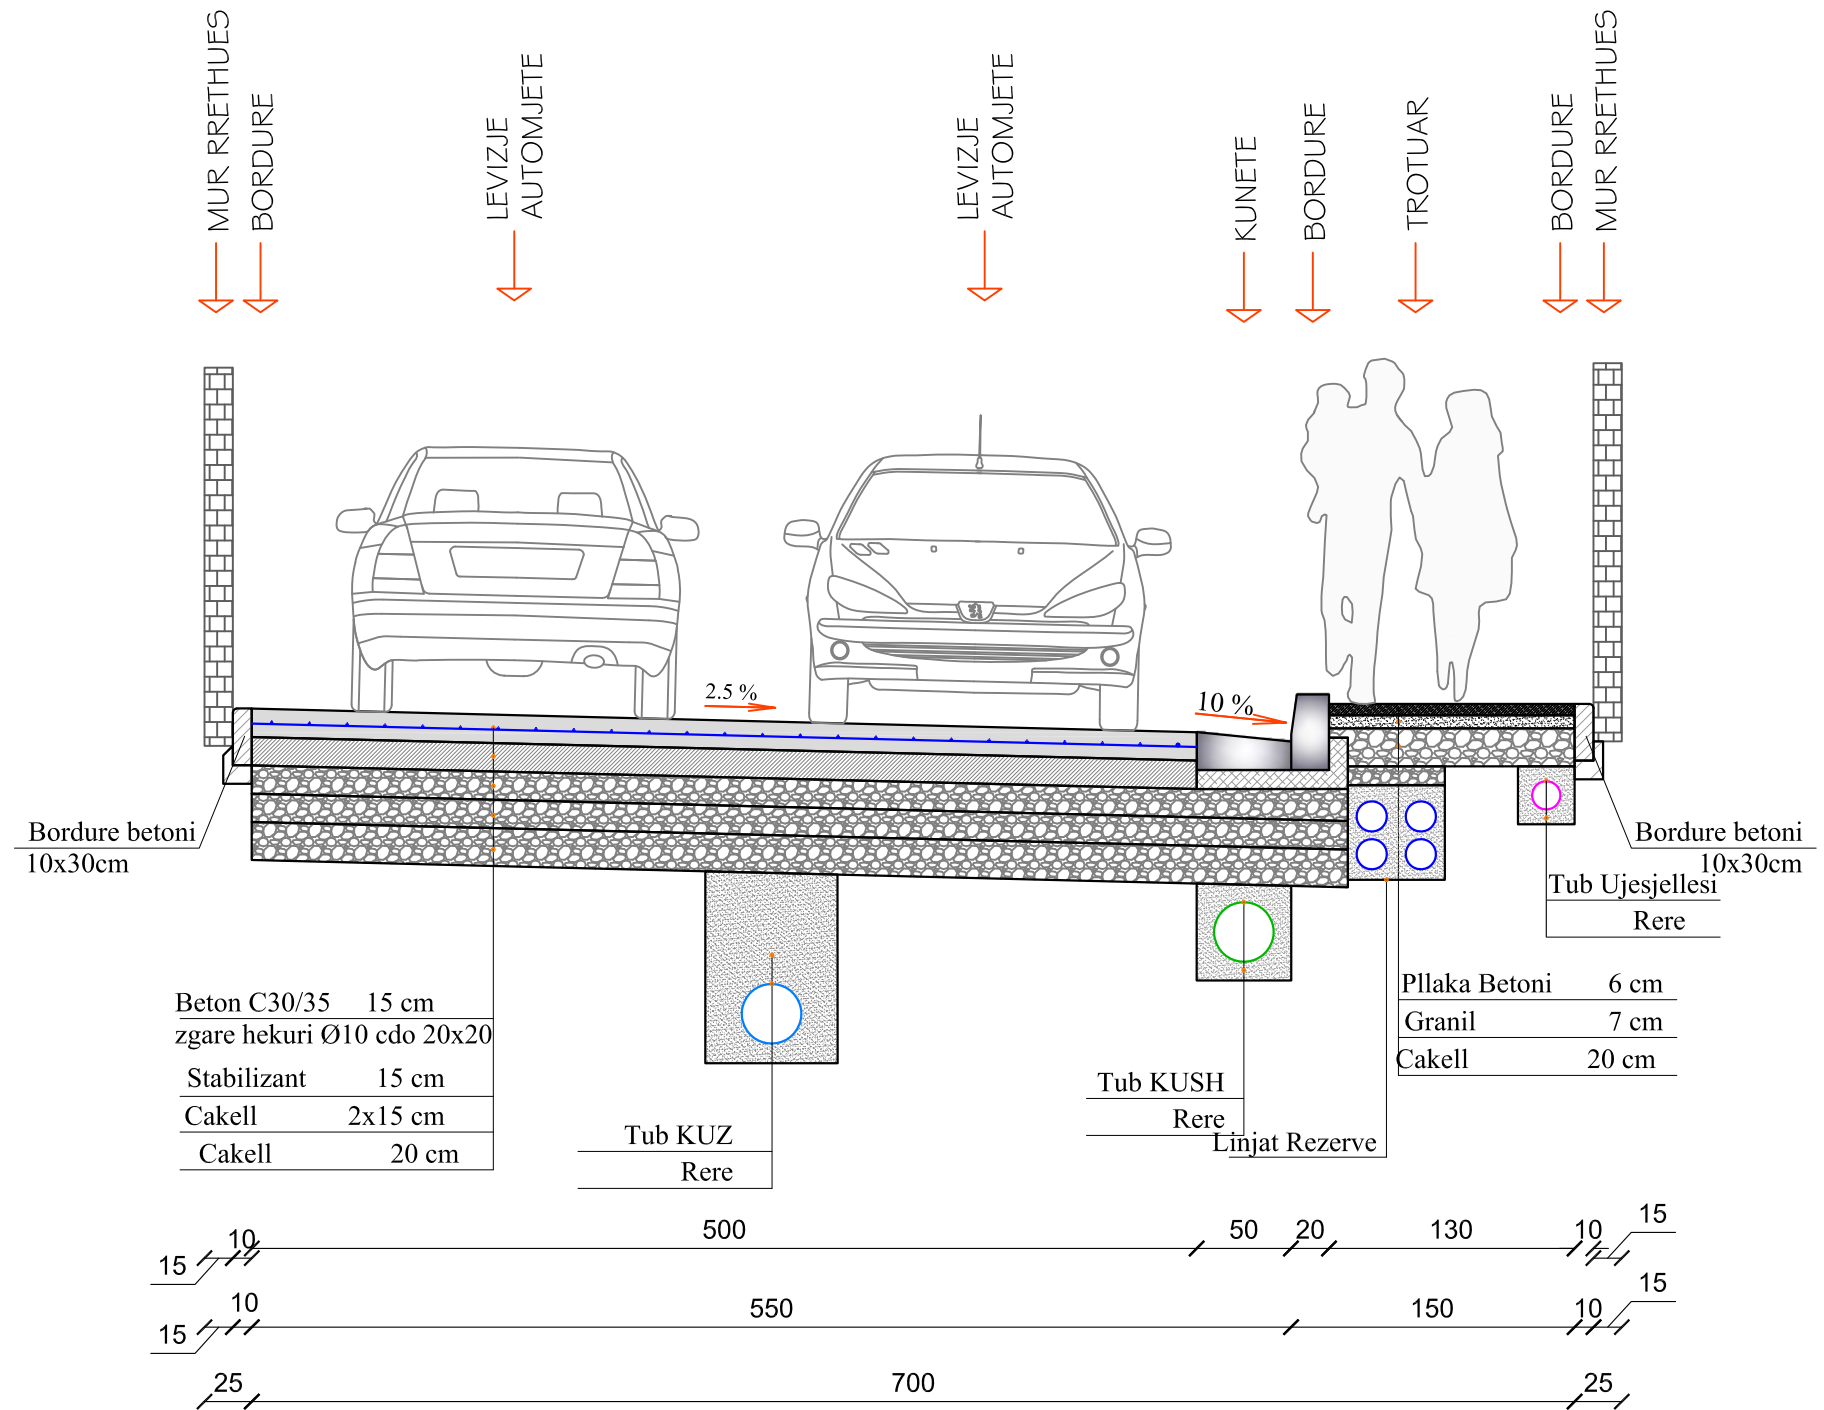 MUR RRETHUES
BORDURE
LEVIZJE
AUTOMJETE
LEVIZJE
AUTOMJETE
KUNETE
BORDURE
TROTUAR
BORDURE
MUR RRETHUES
2.5 %
10 %
Bordure betoni
10x30cm
Bordure betoni
10x30cm
Tub Ujesjellesi
Rere
Beton C30/35 15 cm
zgare hekuri Ø10 cdo 20x20
Stabilizant 15 cm
Cakell 2x15 cm
Cakell 20 cm
Tub KUZ
Rere
Tub KUSH
Rere
Linjat Rezerve
Pllaka Betoni 6 cm
Granil 7 cm
Cakell 20 cm
15 10 500 50 20 130 10 15
15 10 550 150 10 15
25 700 25